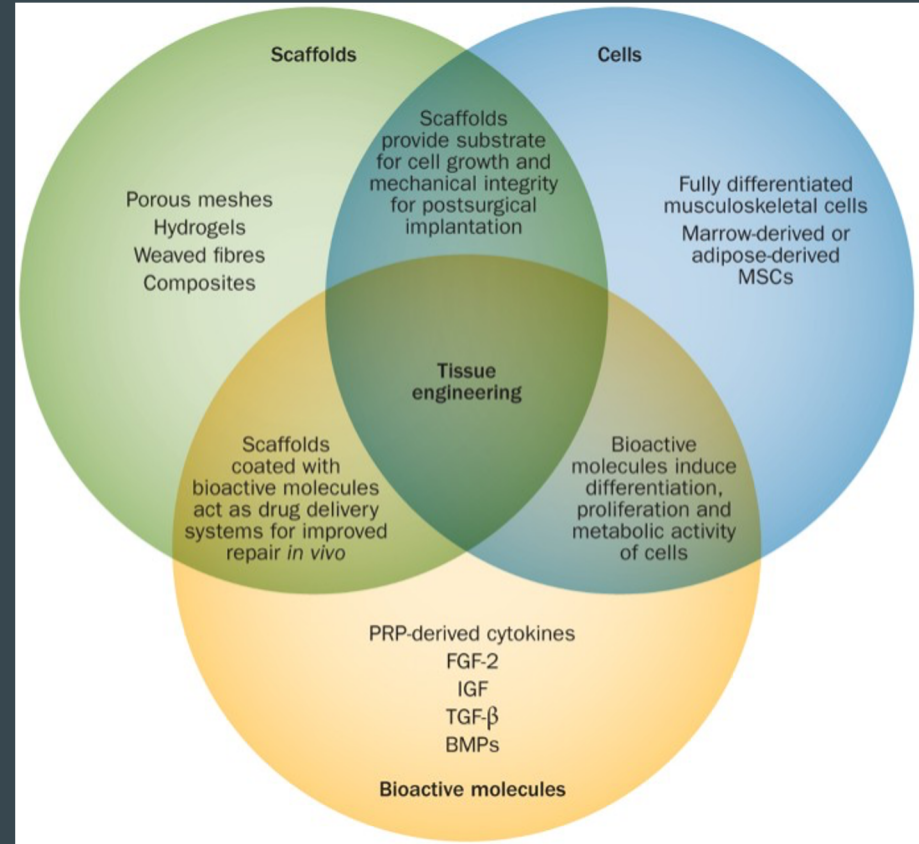 Scaffolds
Cells
Scaffolds
provide substrate
for cell growth and
mechanical integrity
for postsurgical
implantation
Porous meshes
Hydrogels
Weaved fibres
Composites
Fully differentiated
musculoskeletal cells
Marrow-derived or
adipose-derived
MSCs
Tissue
engineering
Scaffolds
coated with
bioactive molecules
act as drug delivery
systems for improved
repair in vivo
Bioactive
molecules induce
differentiation,
proliferation and
metabolic activity
of cells
PRP-derived cytokines
FGF-2
IGF
TGF-β
BMPs
Bioactive molecules